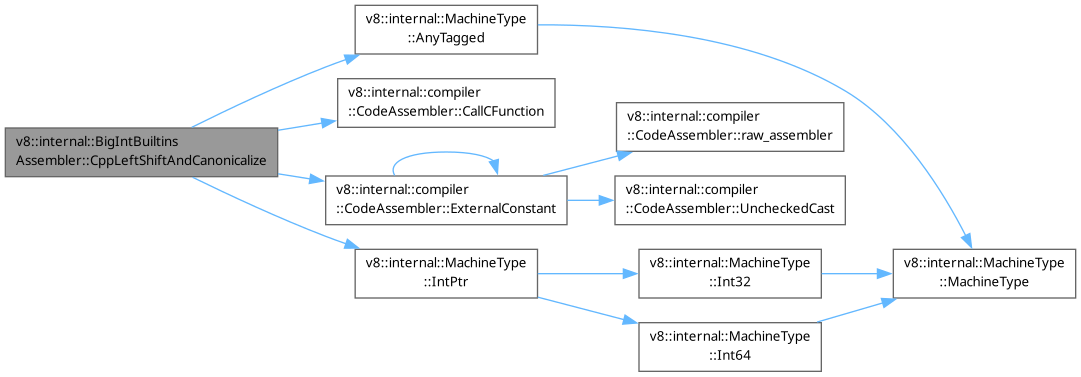 v8::internal::BigIntBuiltins
Assembler::CppLeftShiftAndCanonicalize
v8::internal::MachineType
::AnyTagged
v8::internal::compiler
::CodeAssembler::CallCFunction
v8::internal::compiler
::CodeAssembler::ExternalConstant
v8::internal::MachineType
::IntPtr
v8::internal::compiler
::CodeAssembler::raw_assembler
v8::internal::compiler
::CodeAssembler::UncheckedCast
v8::internal::MachineType
::Int32
v8::internal::MachineType
::Int64
v8::internal::MachineType
::MachineType